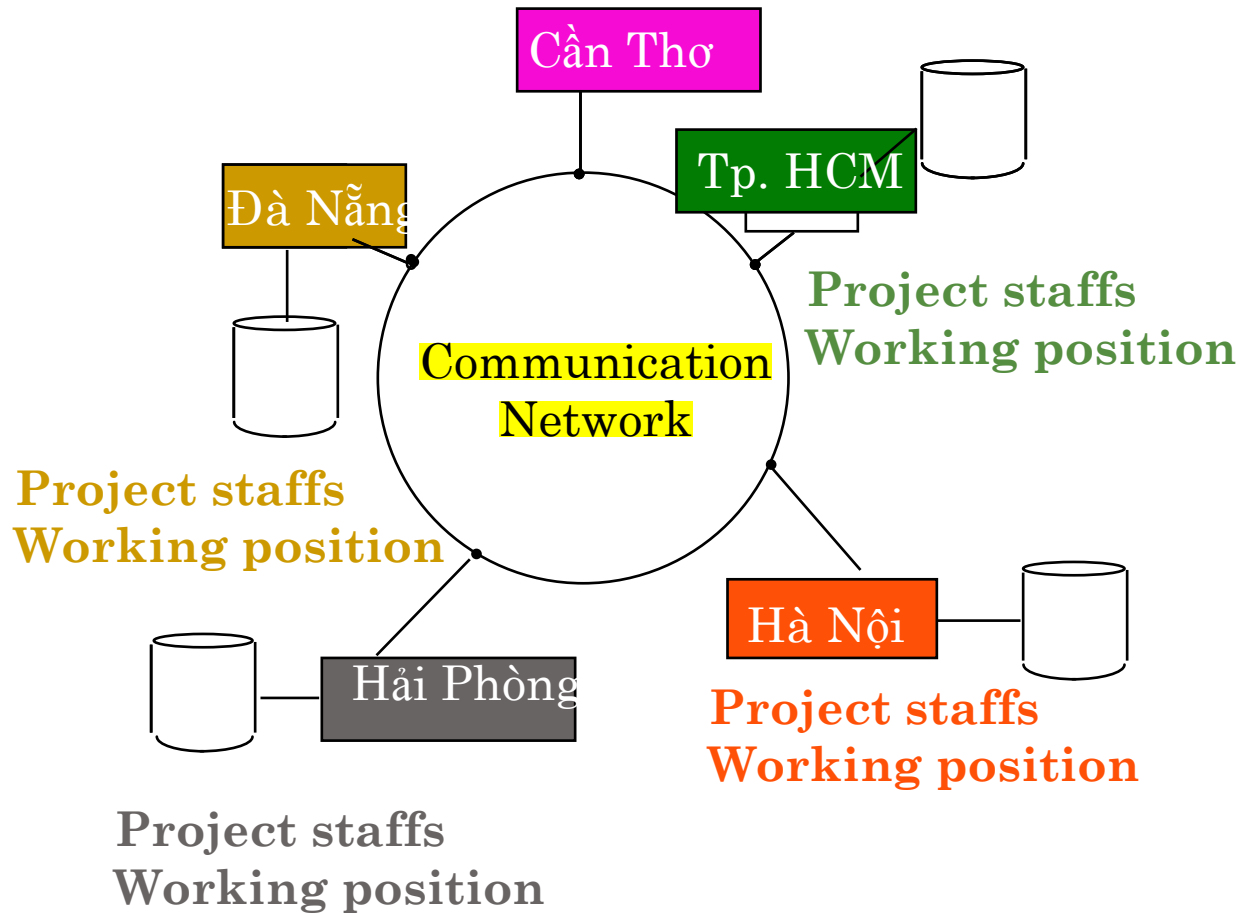 Cần Thơ
Tp. HCM
Đà Nẵng
Project staffs
Working position
Communication
Network
Project staffs
Working position
Hà Nội
Hải Phòng
Project staffs
Working position
Project staffs
Working position